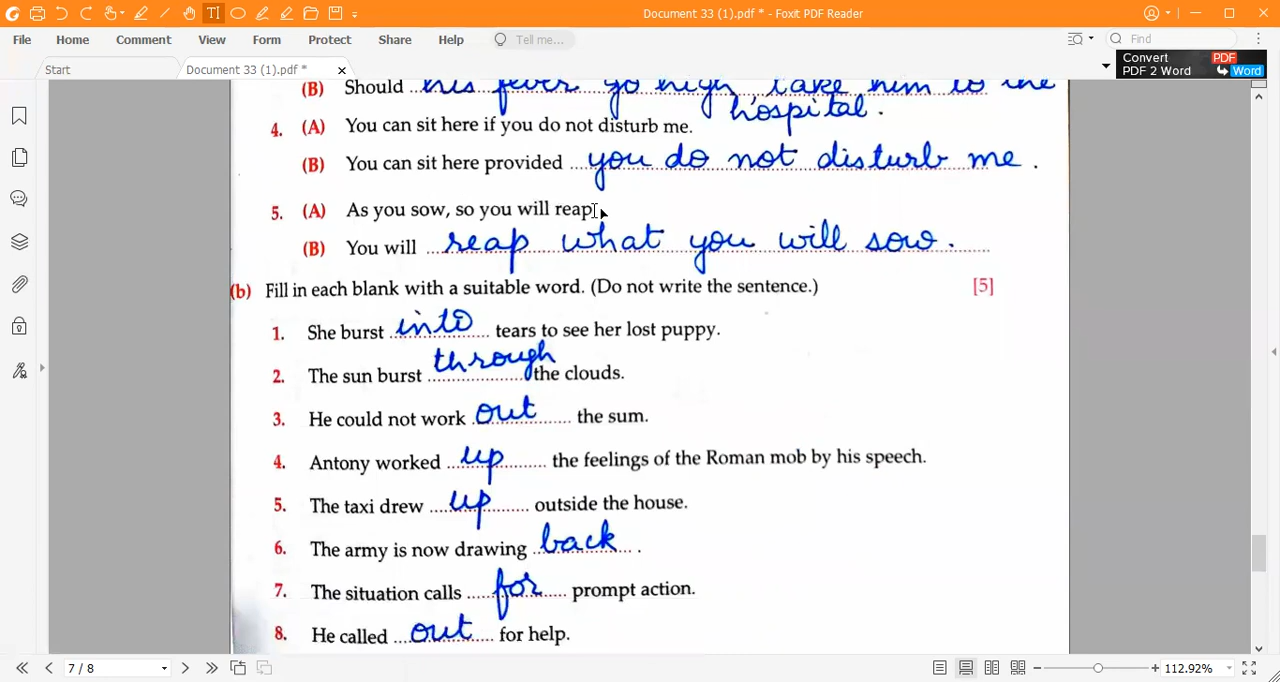 Document 33 (1).pdf * - Foxit PDF Reader
File Home Comment View Form Protect Share Help Tell me... Find
Start Document 33 (1).pdf * Convert PDF 2 Word PDF Word
(B) Should his fever go high take him to the
hospital.
4. (A) You can sit here if you do not disturb me.
(B) You can sit here provided you do not disturb me .
5. (A) As you sow, so you will reap
(B) You will reap what you will sow.
(b) Fill in each blank with a suitable word. (Do not write the sentence.) [5]
1. She burst into tears to see her lost puppy.
2. The sun burst through the clouds.
3. He could not work out the sum.
4. Antony worked up the feelings of the Roman mob by his speech.
5. The taxi drew up outside the house.
6. The army is now drawing back .
7. The situation calls for prompt action.
8. He called out for help.
7 / 8 112.92%